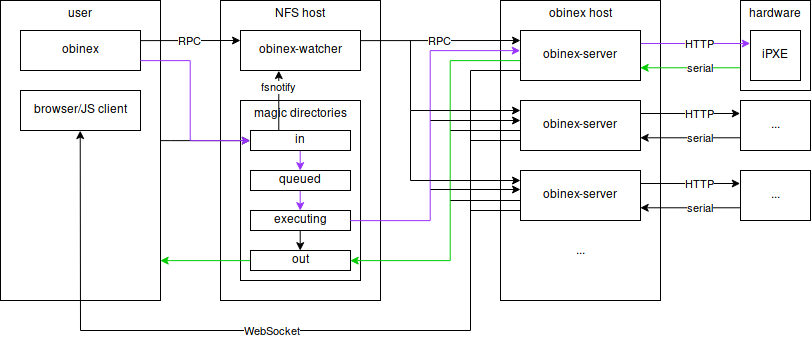 user
NFS host
obinex host
hardware
obinex
RPC
obinex-watcher
RPC
obinex-server
HTTP
serial
iPXE
fsnotify
browser/JS client
magic directories
in
queued
executing
out
obinex-server
HTTP
serial
...
obinex-server
HTTP
serial
...
...
WebSocket